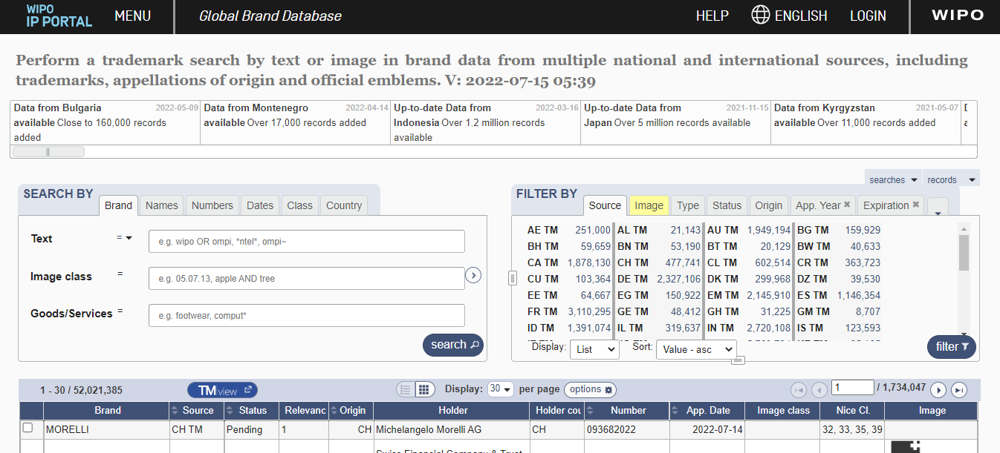 WIPO
IP PORTAL MENU Global Brand Database HELP ENGLISH LOGIN WIPO
Perform a trademark search by text or image in brand data from multiple national and international sources, including
trademarks, appellations of origin and official emblems. V: 2022-07-15 05:39
Data from Bulgaria 2022-05-09
available Close to 160,000 records
added
Data from Montenegro 2022-04-14
available Over 17,000 records added
Up-to-date Data from 2022-03-16
Indonesia Over 1.2 million records
available
Up-to-date Data from 2021-11-15
Japan Over 5 million records available
Data from Kyrgyzstan 2021-05-07
available Over 11,000 records added
searches records
SEARCH BY Brand Names Numbers Dates Class Country
Text = e.g. wipo OR ompi, *ntel*, ompi~
Image class = e.g. 05.07.13, apple AND tree
Goods/Services = e.g. footwear, comput*
search
FILTER BY Source Image Type Status Origin App. Year Expiration
AE TM 251,000 AL TM 21,143 AU TM 1,949,194 BG TM 159,929
BH TM 59,659 BN TM 53,190 BT TM 20,129 BW TM 40,633
CA TM 1,878,130 CH TM 477,741 CL TM 602,514 CR TM 363,723
CU TM 103,364 DE TM 2,327,106 DK TM 299,968 DZ TM 39,530
EE TM 64,667 EG TM 150,922 EM TM 2,145,910 ES TM 1,146,354
FR TM 3,110,295 GE TM 48,412 GH TM 31,225 GM TM 8,707
ID TM 1,391,074 IL TM 319,637 IN TM 2,720,108 IS TM 123,593
Display: List Sort: Value - asc filter
1 - 30 / 52,021,385 TM view Display: 30 per page options 1 / 1,734,047
Brand Source Status Relevanc Origin Holder Holder cou Number App. Date Image class Nice Cl. Image
MORELLI CH TM Pending 1 CH Michelangelo Morelli AG CH 093682022 2022-07-14 32, 33, 35, 39
Swiss Financial Company & Trust